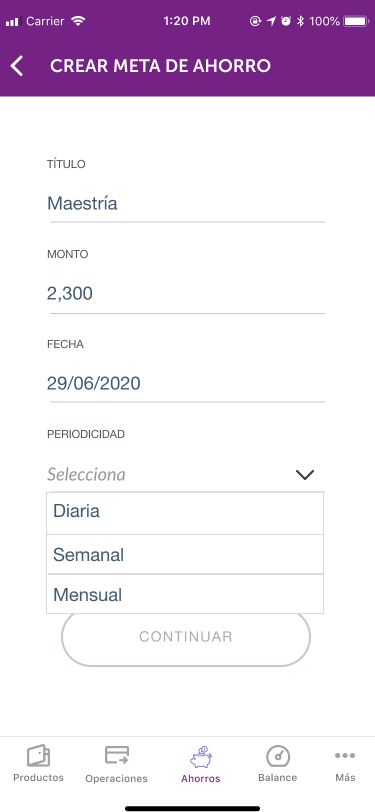 Carrier 1:20 PM 100%
CREAR META DE AHORRO
TÍTULO
Maestría
MONTO
2,300
FECHA
29/06/2020
PERIODICIDAD
Selecciona
Diaria
Semanal
Mensual
CONTINUAR
Productos Operaciones Ahorros Balance Más